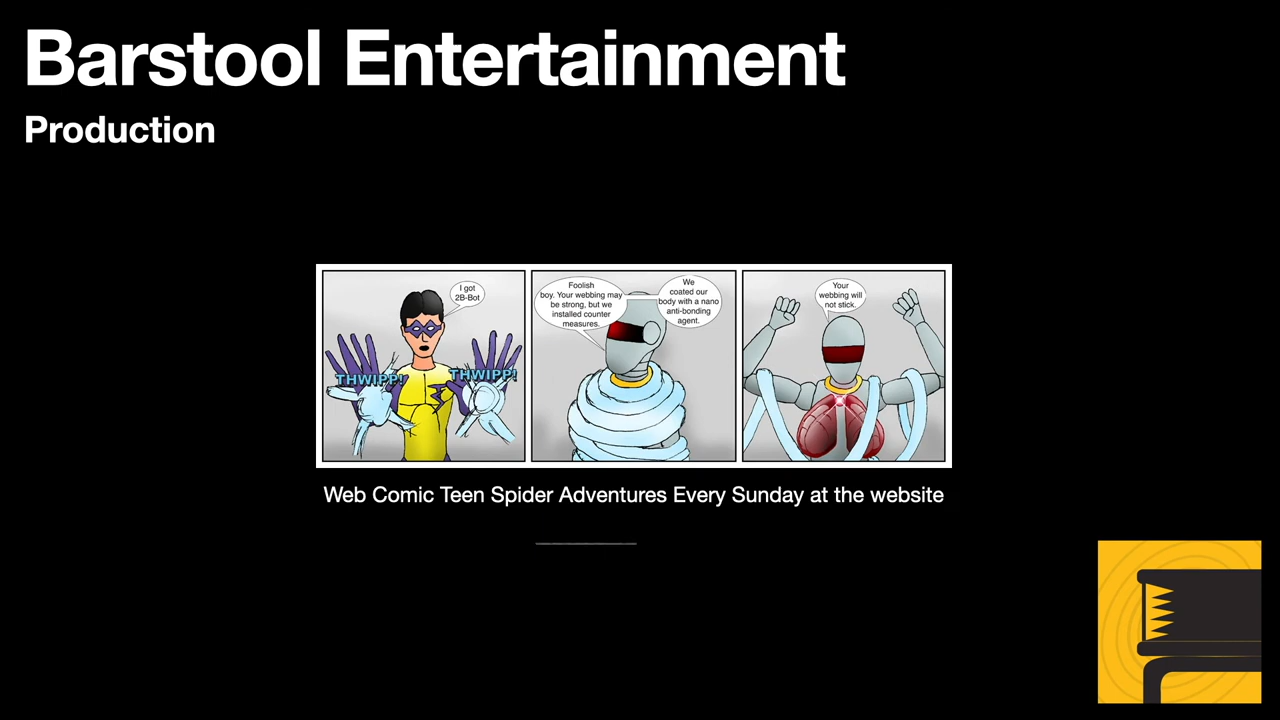 Barstool Entertainment
Production
I got
2B-Bot
THWIPP!
THWIPP!
Foolish
boy. Your webbing may
be strong, but we
installed counter
measures.
We
coated our
body with a nano
anti-bonding
agent.
Your
webbing will
not stick.
Web Comic Teen Spider Adventures Every Sunday at the website